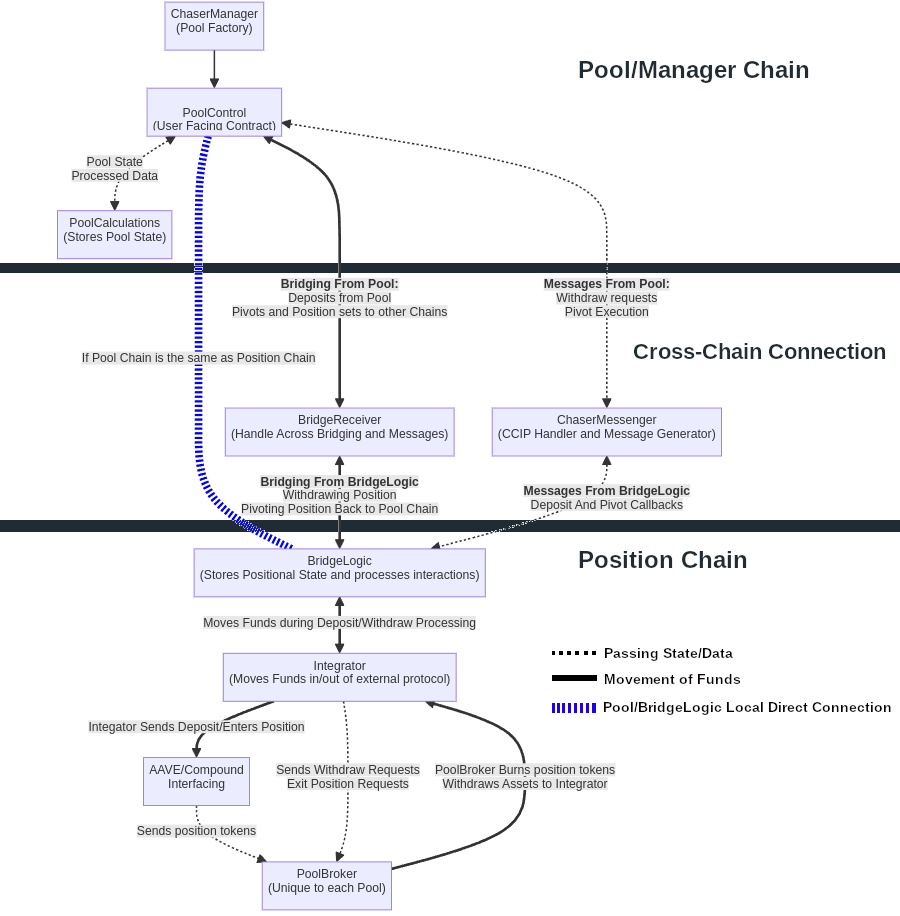 ChaserManager
(Pool Factory)
Pool/Manager Chain
PoolControl
(User Facing Contract)
Pool State
Processed Data
PoolCalculations
(Stores Pool State)
Bridging From Pool:
Deposits from Pool
Pivots and Position sets to other Chains
Messages From Pool:
Withdraw requests
Pivot Execution
If Pool Chain is the same as Position Chain
Cross-Chain Connection
BridgeReceiver
(Handle Across Bridging and Messages)
ChaserMessenger
(CCIP Handler and Message Generator)
Bridging From BridgeLogic
Withdrawing Position
Pivoting Position Back to Pool Chain
Messages From BridgeLogic
Deposit And Pivot Callbacks
BridgeLogic
(Stores Positional State and processes interactions)
Position Chain
Moves Funds during Deposit/Withdraw Processing
Integrator
(Moves Funds in/out of external protocol)
Passing State/Data
Movement of Funds
Pool/BridgeLogic Local Direct Connection
Integator Sends Deposit/Enters Position
AAVE/Compound
Interfacing
Sends Withdraw Requests
Exit Position Requests
PoolBroker Burns position tokens
Withdraws Assets to Integrator
Sends position tokens
PoolBroker
(Unique to each Pool)